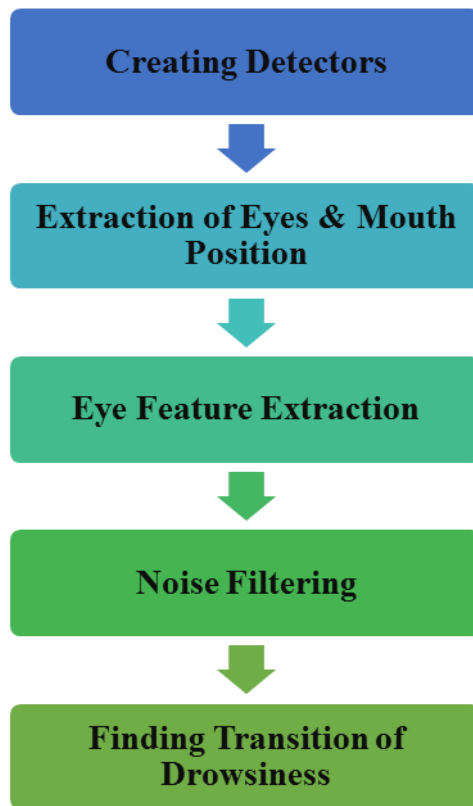 Creating Detectors
Extraction of Eyes & Mouth
Position
Eye Feature Extraction
Noise Filtering
Finding Transition of
Drowsiness